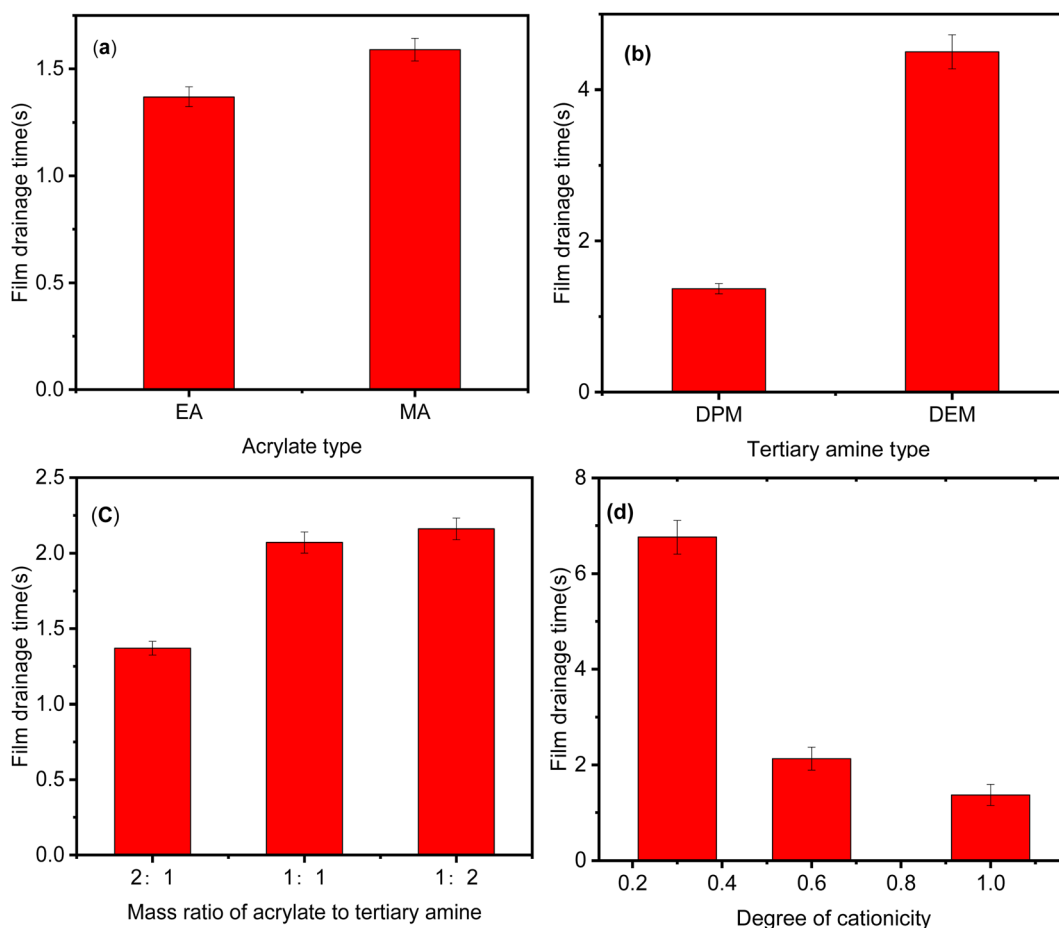 (a)
Film drainage time(s)
1.5
1.0
0.5
0.0
EA MA
Acrylate type
(b)
Film drainage time(s)
4
2
0
DPM DEM
Tertiary amine type
(C)
Film drainage time(s)
2.5
2.0
1.5
1.0
0.5
0.0
2: 1 1: 1 1: 2
Mass ratio of acrylate to tertiary amine
(d)
Film drainage time(s)
8
6
4
2
0
0.2 0.4 0.6 0.8 1.0
Degree of cationicity